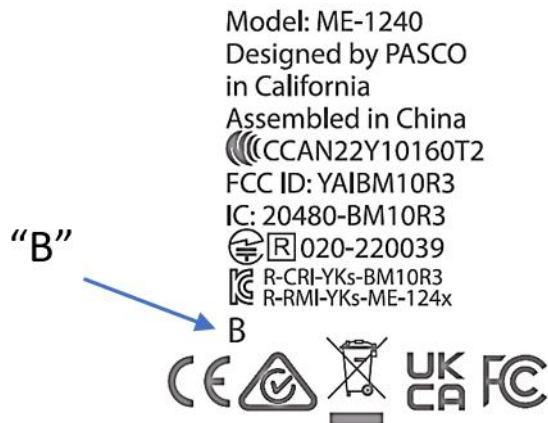 Model: ME-1240
Designed by PASCO
in California
Assembled in China
CCAN22Y10160T2
FCC ID: YAIBM10R3
IC: 20480-BM10R3
R 020-220039
R-CRI-YKs-BM10R3
R-RMI-YKs-ME-124x
“B”
B
CE UK CA FC